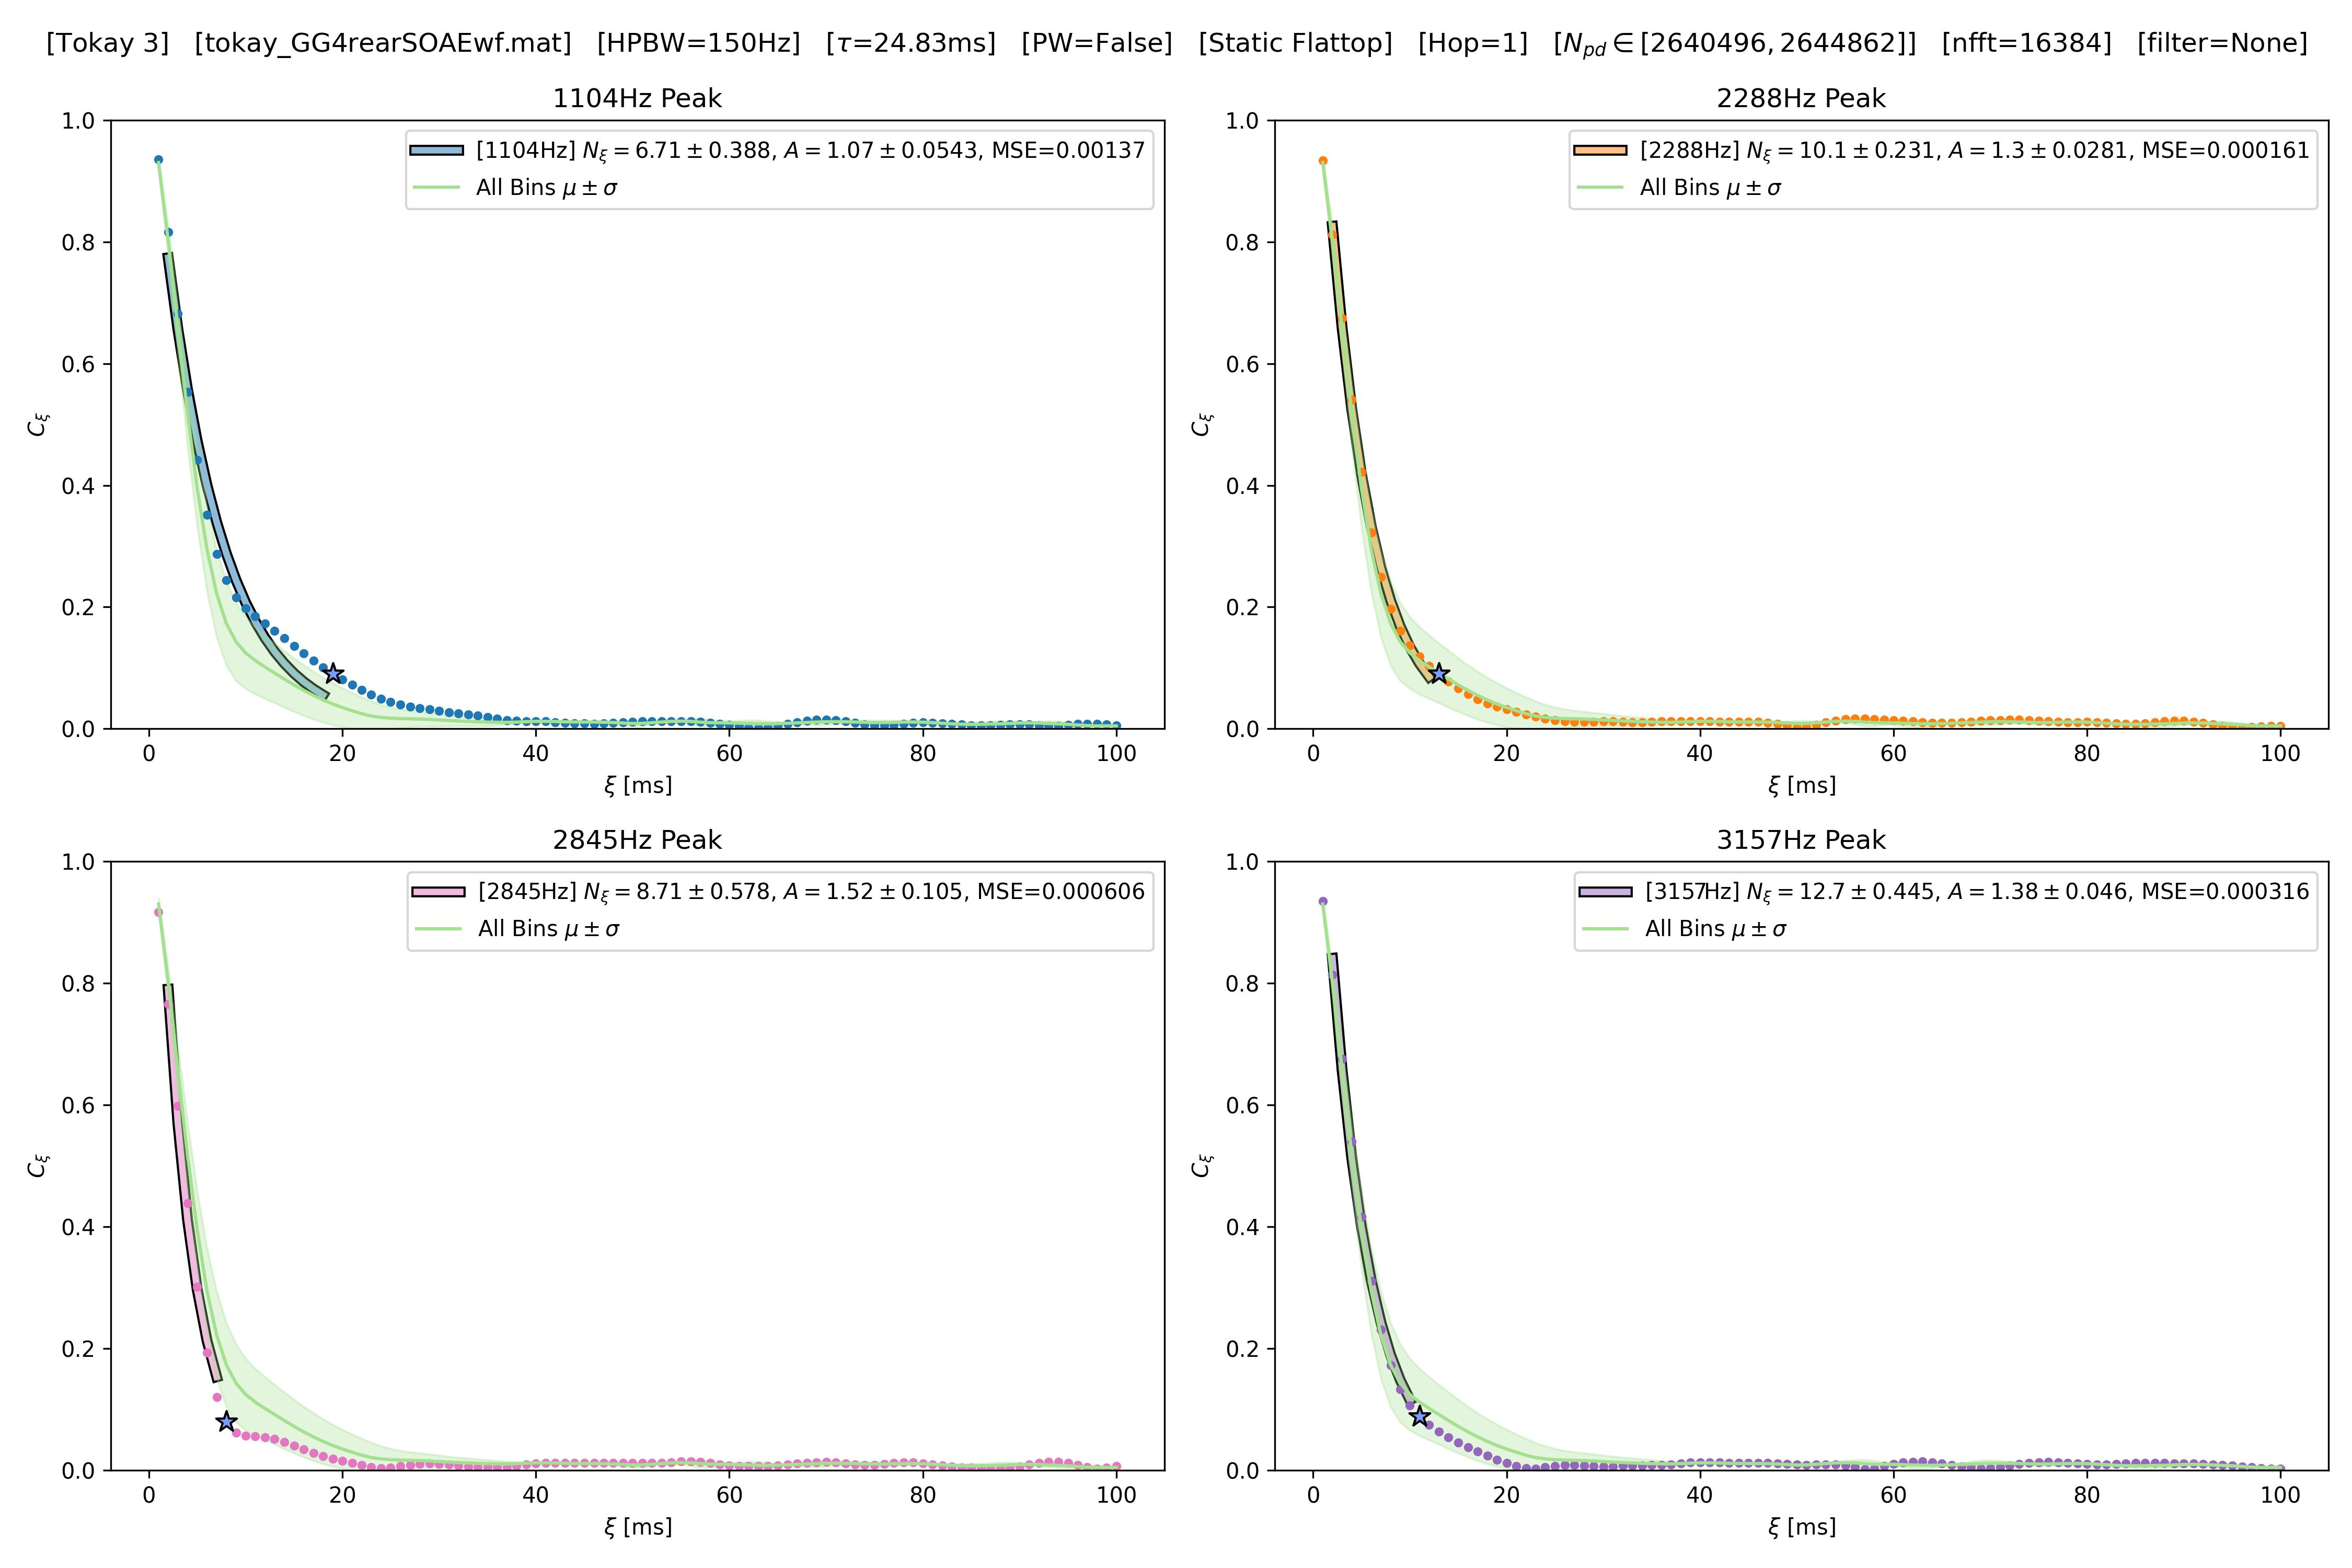 [Tokay 3] [tokay_GG4rearSOAEwf.mat] [HPBW=150Hz] [τ=24.83ms] [PW=False] [Static Flattop] [Hop=1] [N_pd ∈ [2640496, 2644862]] [nfft=16384] [filter=None]
1104Hz Peak
[1104Hz] N_ξ = 6.71 ± 0.388, A = 1.07 ± 0.0543, MSE=0.00137
All Bins μ ± σ
1.0
0.8
0.6
0.4
0.2
0.0
C_ξ
0 20 40 60 80 100
ξ [ms]
2288Hz Peak
[2288Hz] N_ξ = 10.1 ± 0.231, A = 1.3 ± 0.0281, MSE=0.000161
All Bins μ ± σ
1.0
0.8
0.6
0.4
0.2
0.0
C_ξ
0 20 40 60 80 100
ξ [ms]
2845Hz Peak
[2845Hz] N_ξ = 8.71 ± 0.578, A = 1.52 ± 0.105, MSE=0.000606
All Bins μ ± σ
1.0
0.8
0.6
0.4
0.2
0.0
C_ξ
0 20 40 60 80 100
ξ [ms]
3157Hz Peak
[3157Hz] N_ξ = 12.7 ± 0.445, A = 1.38 ± 0.046, MSE=0.000316
All Bins μ ± σ
1.0
0.8
0.6
0.4
0.2
0.0
C_ξ
0 20 40 60 80 100
ξ [ms]